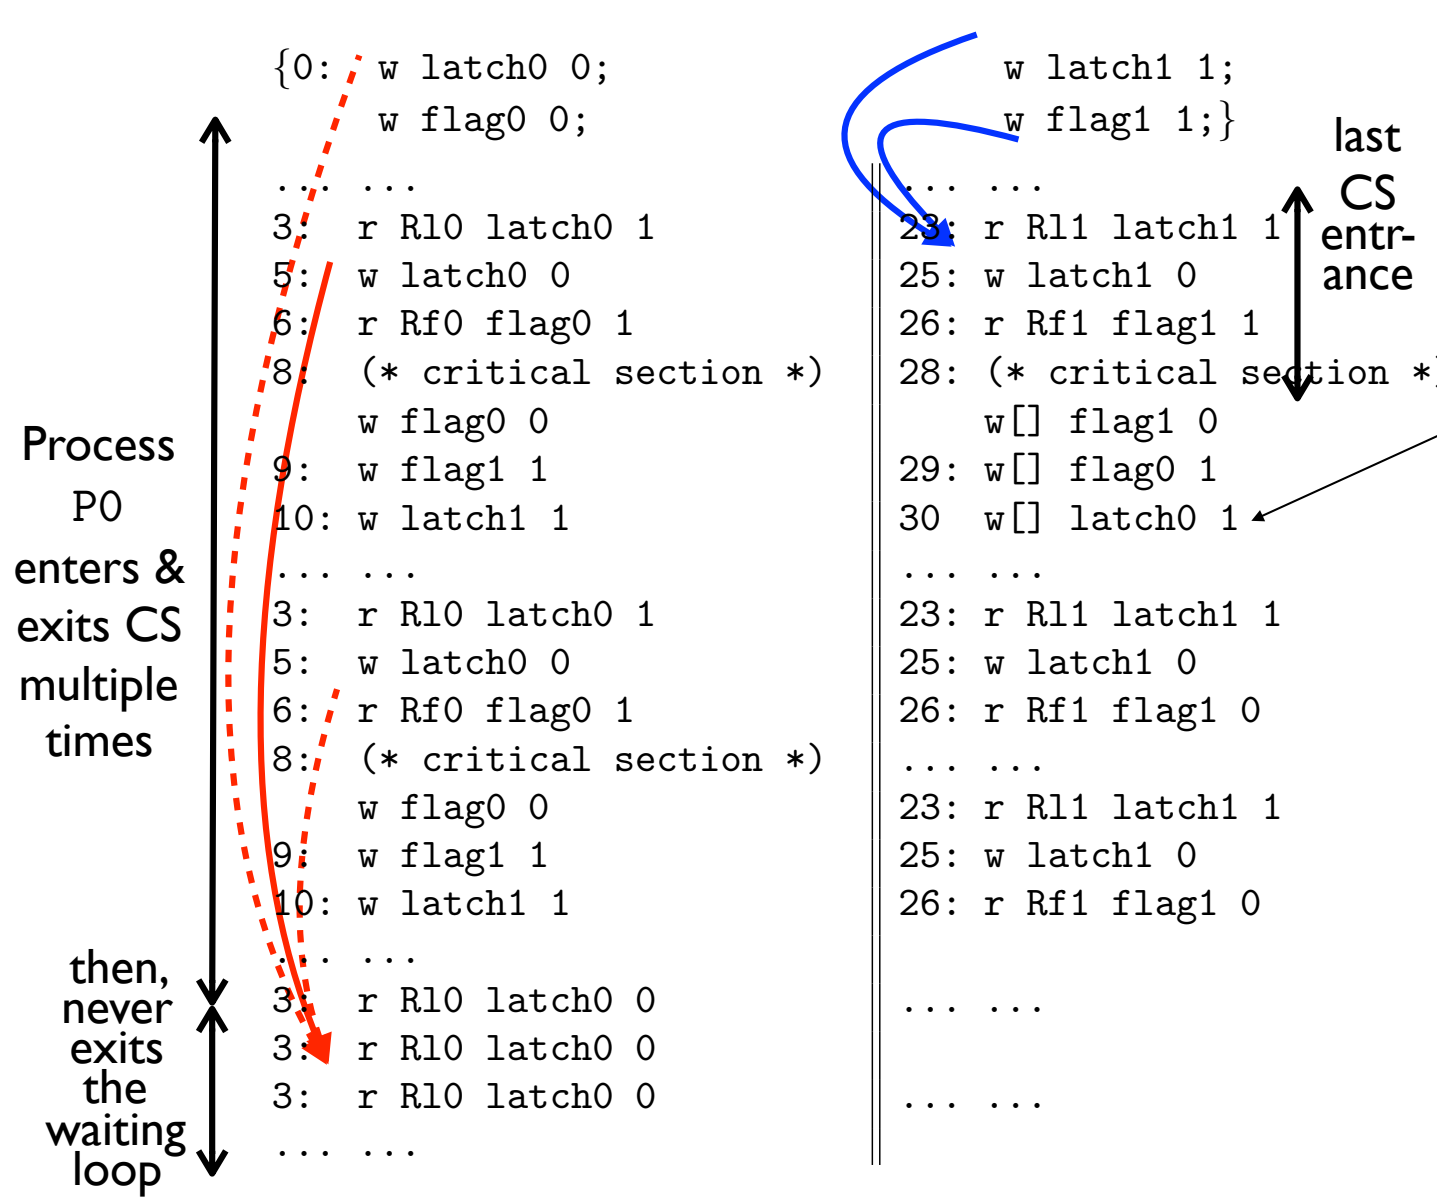 {0: w latch0 0;
w flag0 0;
... ...
3: r Rl0 latch0 1
5: w latch0 0
6: r Rf0 flag0 1
8: (* critical section *)
w flag0 0
9: w flag1 1
10: w latch1 1
... ...
3: r Rl0 latch0 1
5: w latch0 0
6: r Rf0 flag0 1
8: (* critical section *)
w flag0 0
9: w flag1 1
10: w latch1 1
... ...
3: r Rl0 latch0 0
3: r Rl0 latch0 0
3: r Rl0 latch0 0
... ...
w latch1 1;
w flag1 1;}
... ...
23: r Rl1 latch1 1
25: w latch1 0
26: r Rf1 flag1 1
28: (* critical section *)
w[] flag1 0
29: w[] flag0 1
30 w[] latch0 1
... ...
23: r Rl1 latch1 1
25: w latch1 0
26: r Rf1 flag1 0
... ...
23: r Rl1 latch1 1
25: w latch1 0
26: r Rf1 flag1 0
... ...
... ...
Process
P0
enters &
exits CS
multiple
times
then,
never
exits
the
waiting
loop
last
CS
entr-
ance